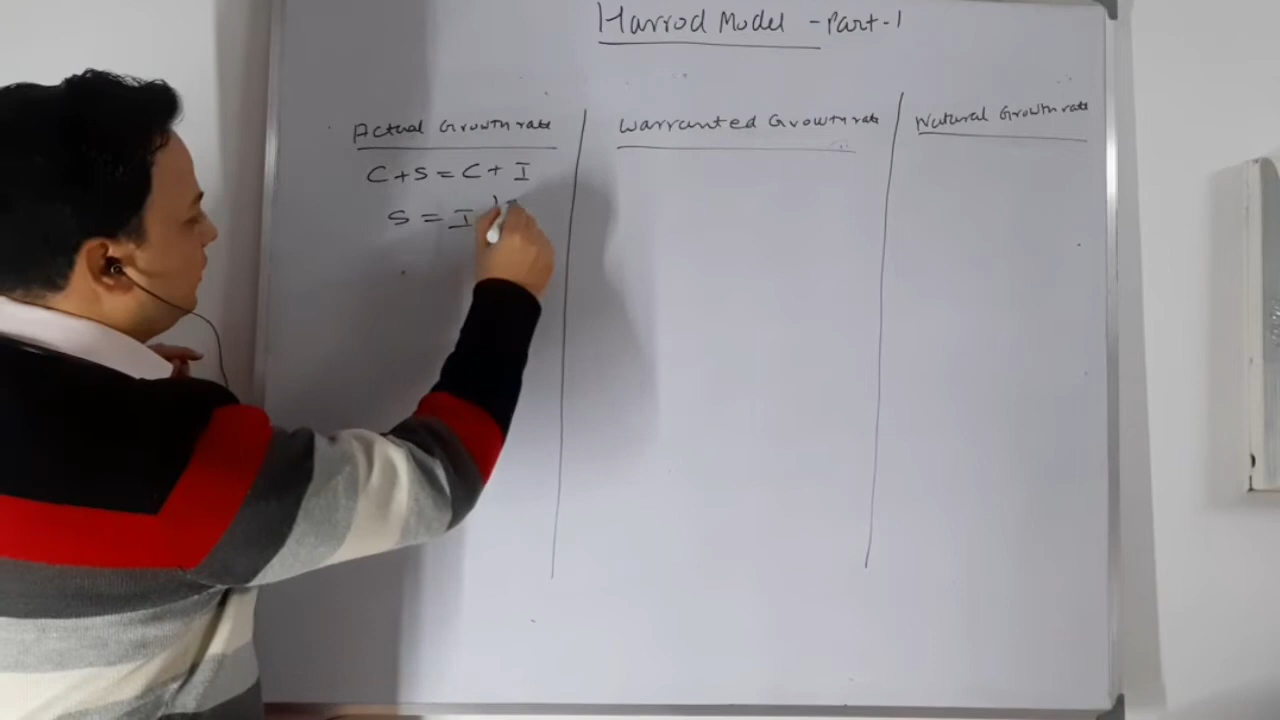 Harrod Model - Part-1
Actual Growth rate
Warranted Growth rate
Natural Growth rate
C+S=C+I
S=I